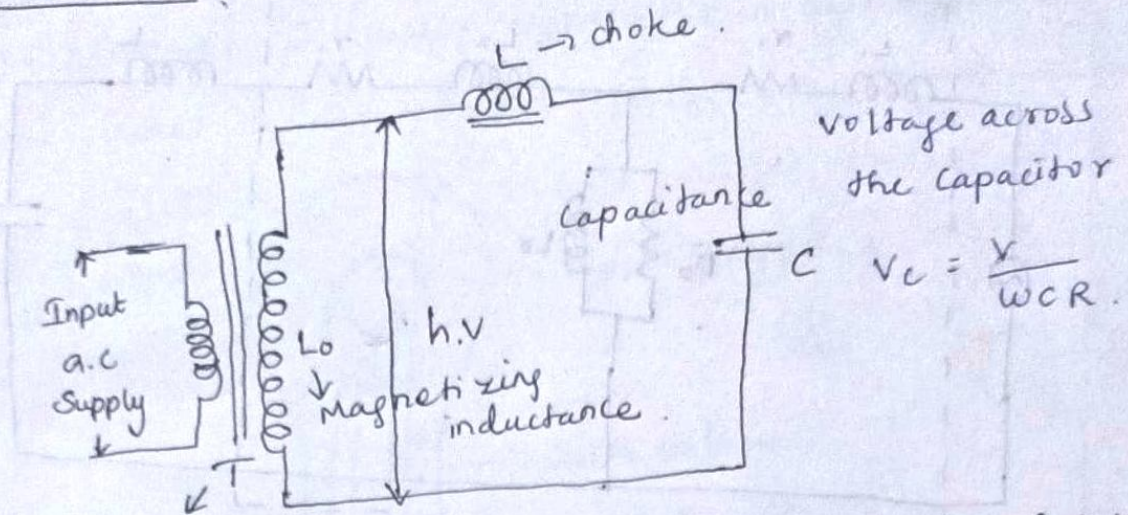 L → choke.
voltage across
the capacitor
Capacitance
C
Vc = V / ωCR.
Input
a.c
Supply
Lo
↓
h.v
Magnetizing
inductance.
T